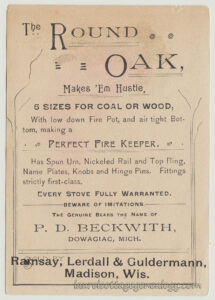 The ROUND
OAK,
Makes 'Em Hustle.
5 SIZES FOR COAL OR WOOD,
With low down Fire Pot, and air tight Bot-
tom, making a
PERFECT FIRE KEEPER.
Has Spun Urn, Nickeled Rail and Top Ring,
Name Plates, Knobs and Hinge Pins. Fittings
strictly first-class.
EVERY STOVE FULLY WARRANTED.
BEWARE OF IMITATIONS
THE GENUINE BEARS THE NAME OF
P. D. BECKWITH,
DOWAGIAC, MICH.
Ramsay, Lerdall & Guldermann,
Madison, Wis.
laurelcottagegenealogy.com